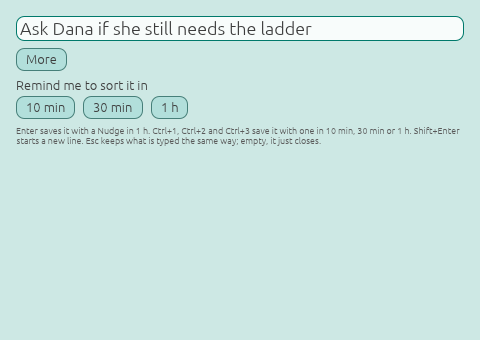 Ask Dana if she still needs the ladder
More
Remind me to sort it in
10 min 30 min 1 h
Enter saves it with a Nudge in 1 h. Ctrl+1, Ctrl+2 and Ctrl+3 save it with one in 10 min, 30 min or 1 h. Shift+Enter
starts a new line. Esc keeps what is typed the same way; empty, it just closes.